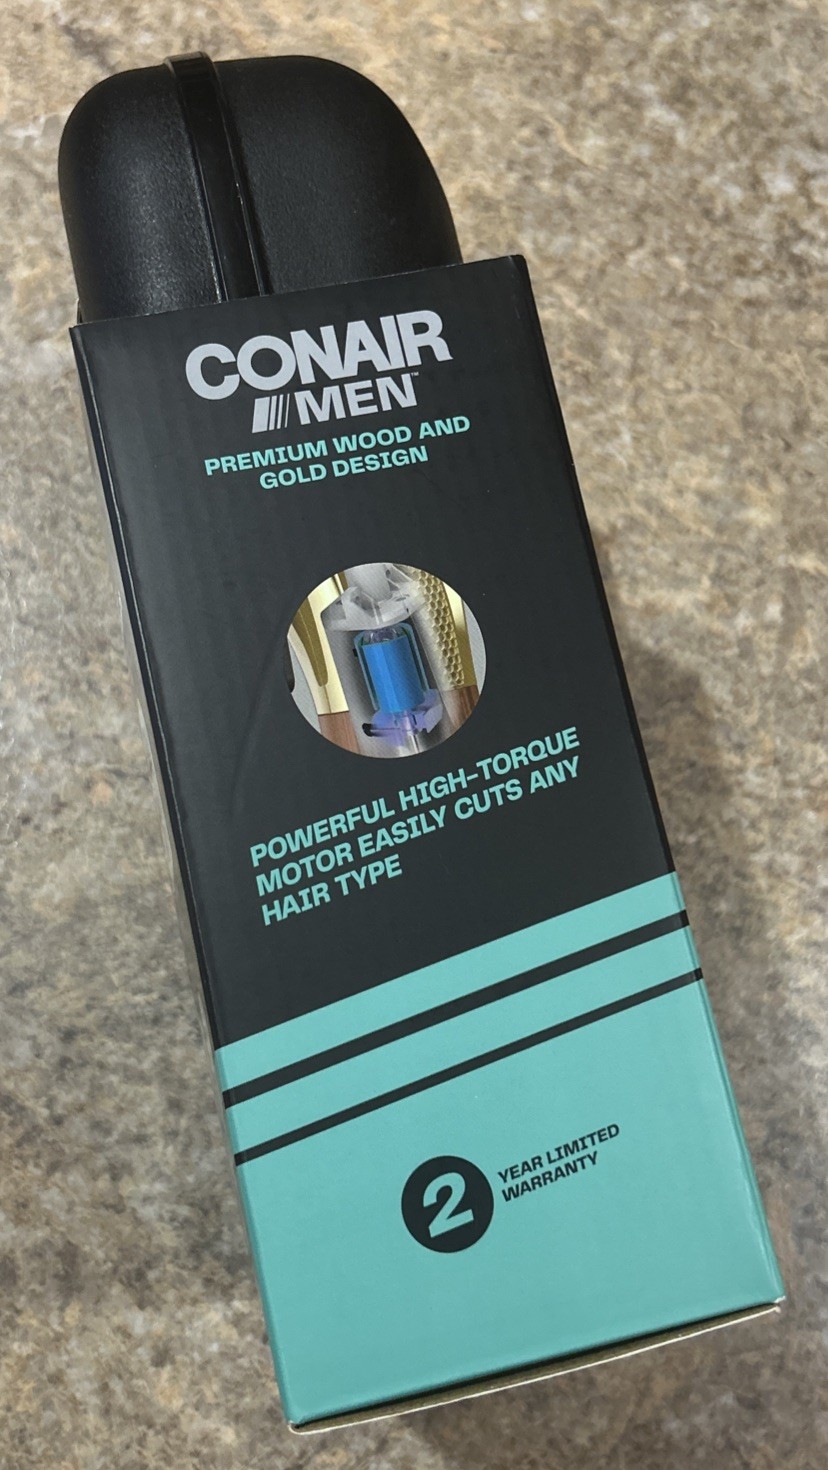 CONAIR
MEN™
PREMIUM WOOD AND
GOLD DESIGN
POWERFUL HIGH-TORQUE
MOTOR EASILY CUTS ANY
HAIR TYPE
2
YEAR LIMITED
WARRANTY